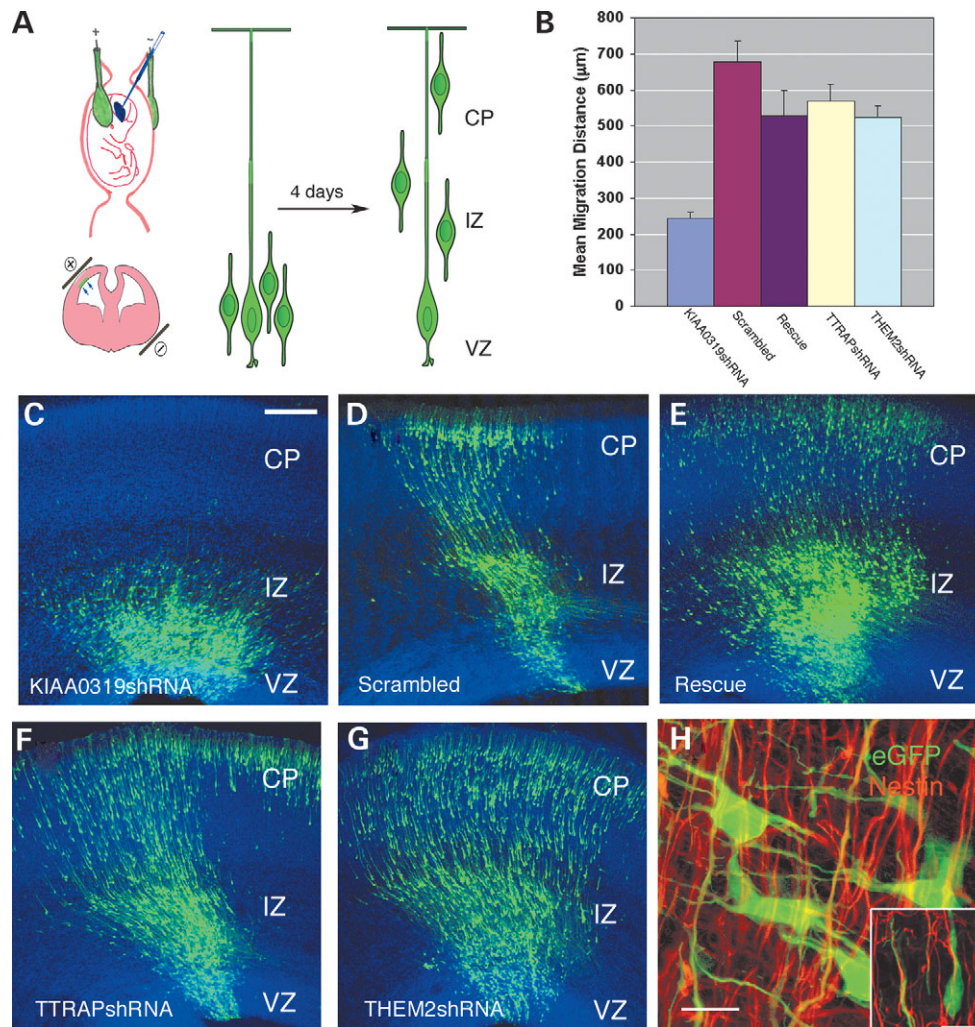 A
+
-
4 days
CP
IZ
VZ
B
Mean Migration Distance (µm)
800
700
600
500
400
300
200
100
0
KIAA0319shRNA
Scrambled
Rescue
TTRAPshRNA
THEM2shRNA
C
CP
IZ
VZ
KIAA0319shRNA
D
CP
IZ
VZ
Scrambled
E
CP
IZ
VZ
Rescue
F
CP
IZ
VZ
TTRAPshRNA
G
CP
IZ
VZ
THEM2shRNA
H
eGFP
Nestin